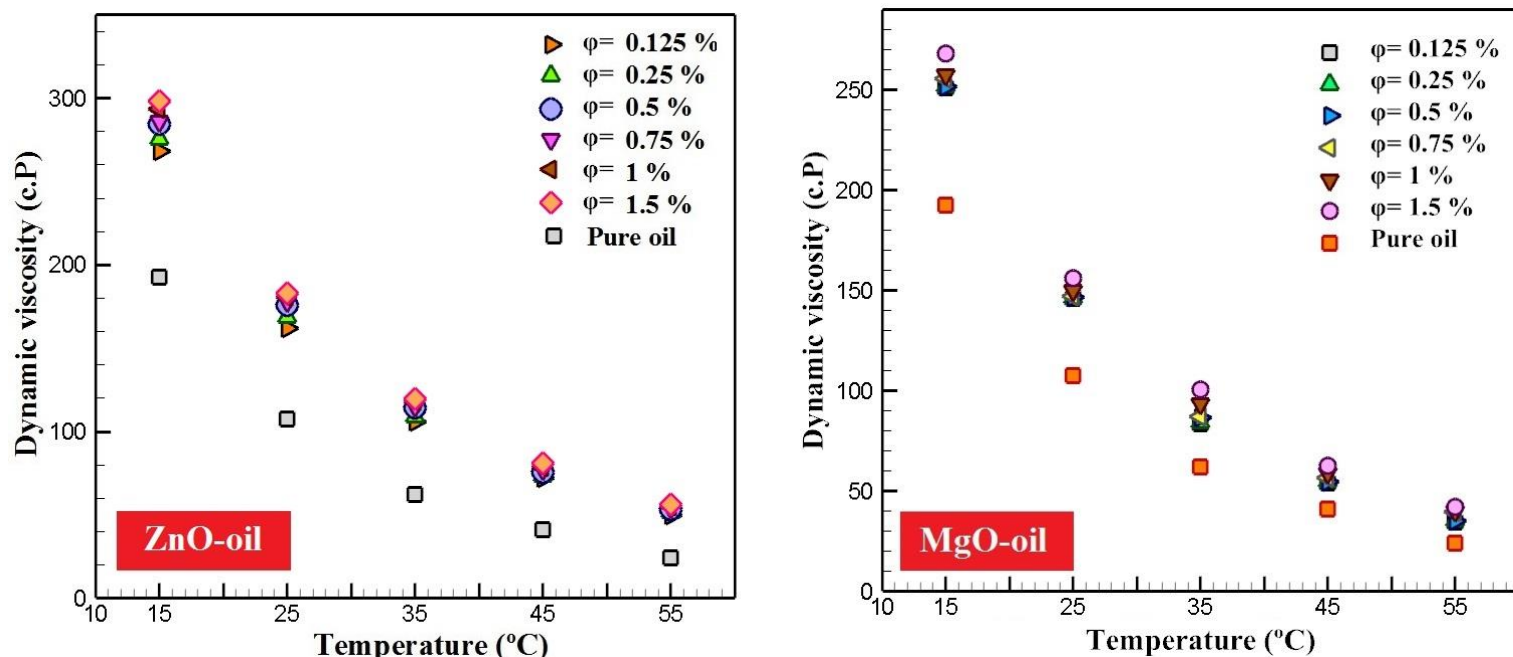 φ= 0.125 %
φ= 0.25 %
φ= 0.5 %
φ= 0.75 %
φ= 1 %
φ= 1.5 %
Pure oil
300
200
100
0
Dynamic viscosity (c.P)
ZnO-oil
10 15 25 35 45 55
Temperature (ºC)
φ= 0.125 %
φ= 0.25 %
φ= 0.5 %
φ= 0.75 %
φ= 1 %
φ= 1.5 %
Pure oil
250
200
150
100
50
0
Dynamic viscosity (c.P)
MgO-oil
10 15 25 35 45 55
Temperature (ºC)